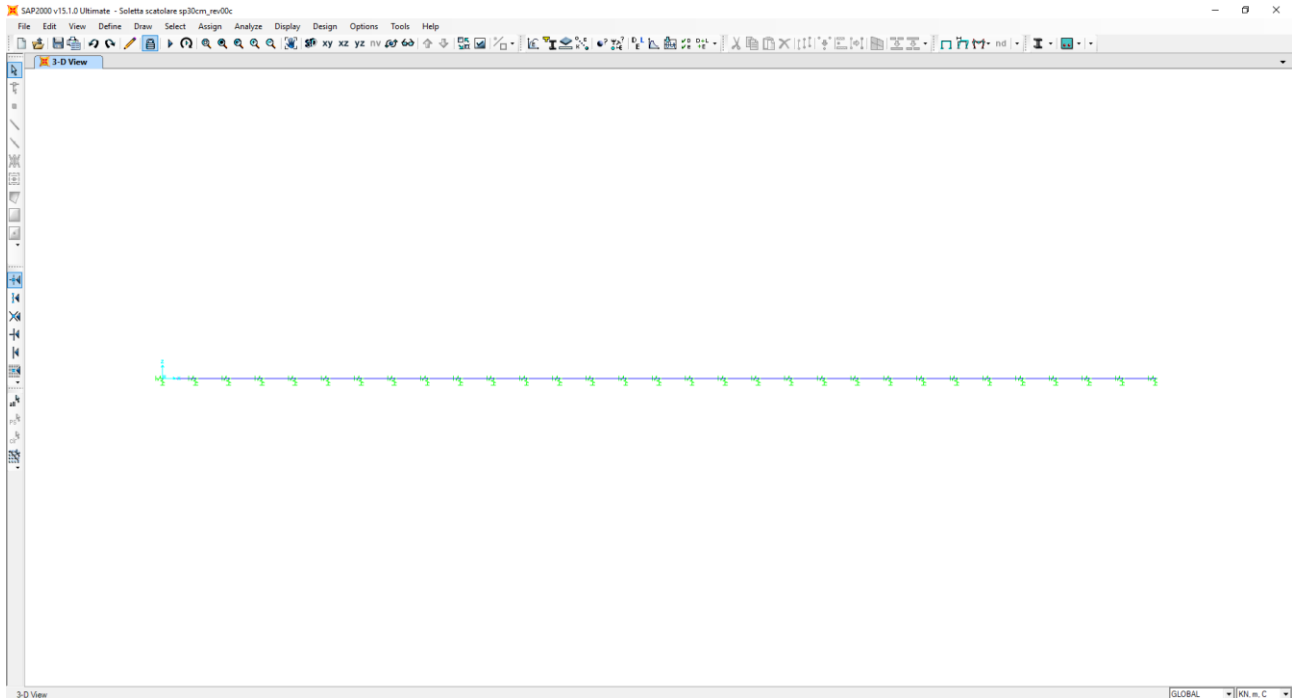 SAP2000 v15.1.0 Ultimate - Soletta scatolare sp30cm_rev00c
File Edit View Define Draw Select Assign Analyze Display Design Options Tools Help
xy xz yz nv nd
3-D View
3-D View
GLOBAL KN, m, C